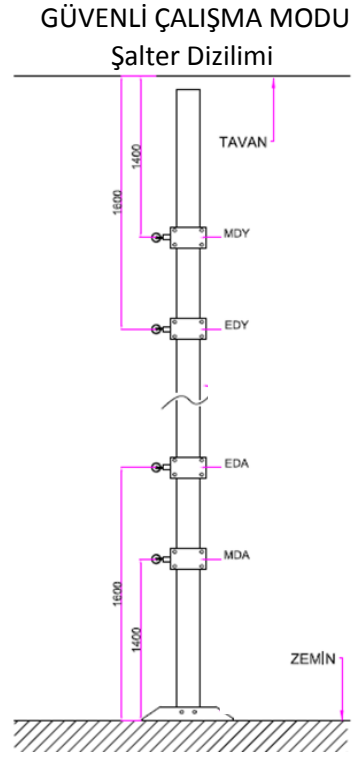 GÜVENLİ ÇALIŞMA MODU
Şalter Dizilimi
TAVAN
1400
1600
MDY
EDY
EDA
MDA
1600
1400
ZEMİN